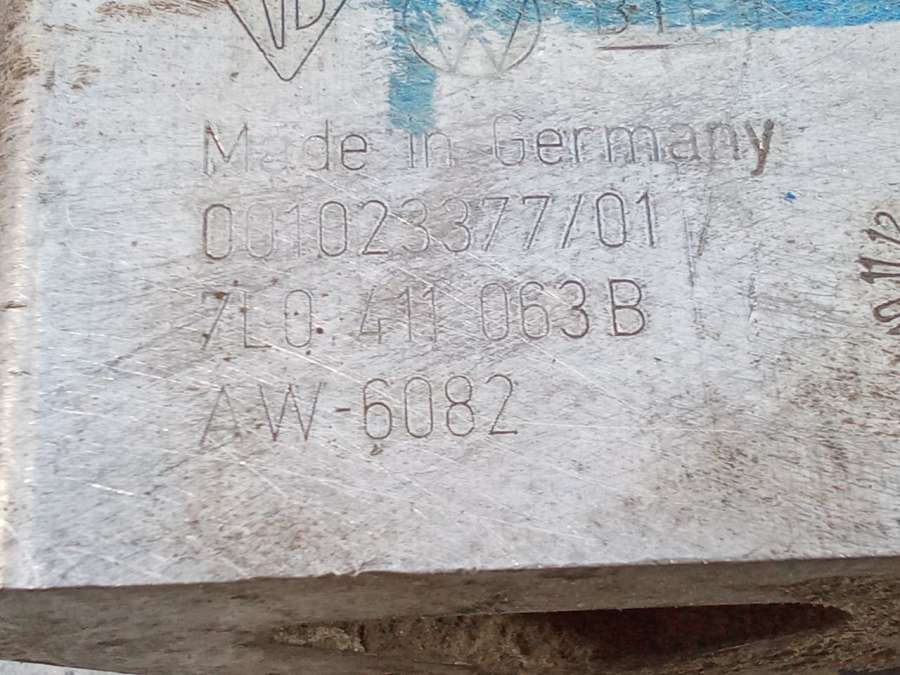 Made in Germany
001023377/01
7L0 411 063 B
AW-6082